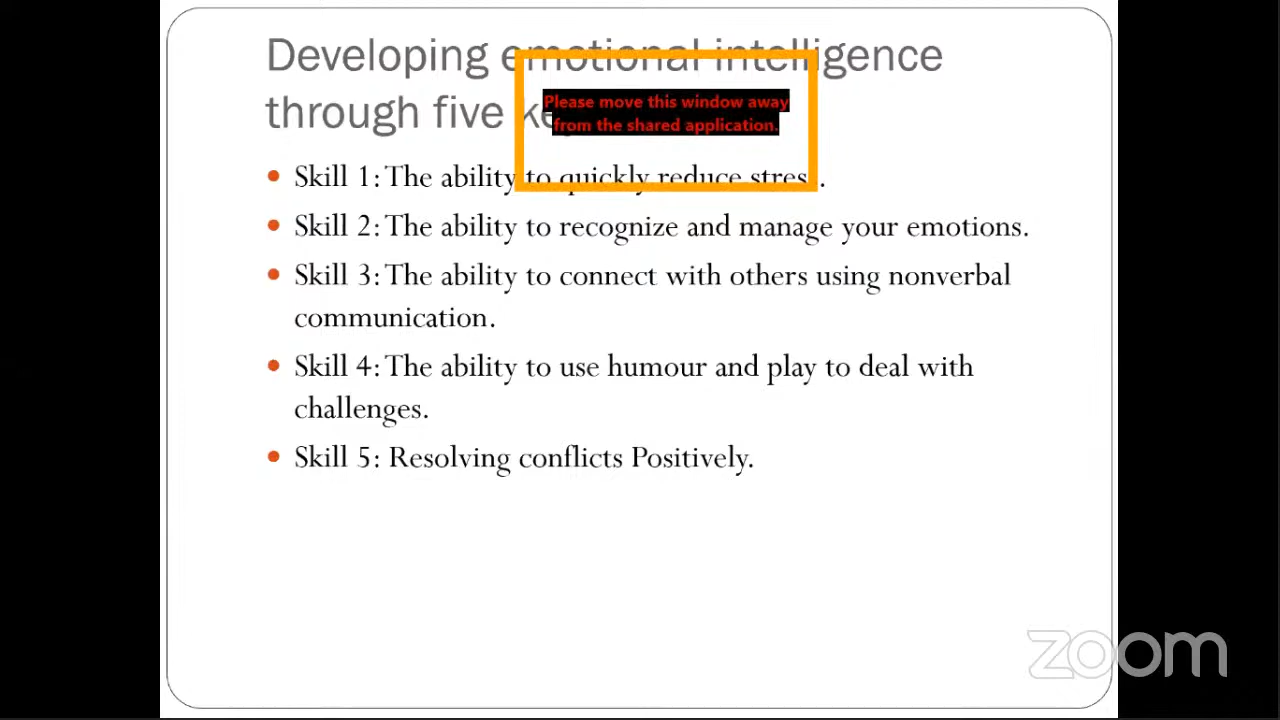 Developing emotional intelligence
through five
Please move this window away
from the shared application.
• Skill 1: The ability to quickly reduce stress.
• Skill 2: The ability to recognize and manage your emotions.
• Skill 3: The ability to connect with others using nonverbal
communication.
• Skill 4: The ability to use humour and play to deal with
challenges.
• Skill 5: Resolving conflicts Positively.
zoom